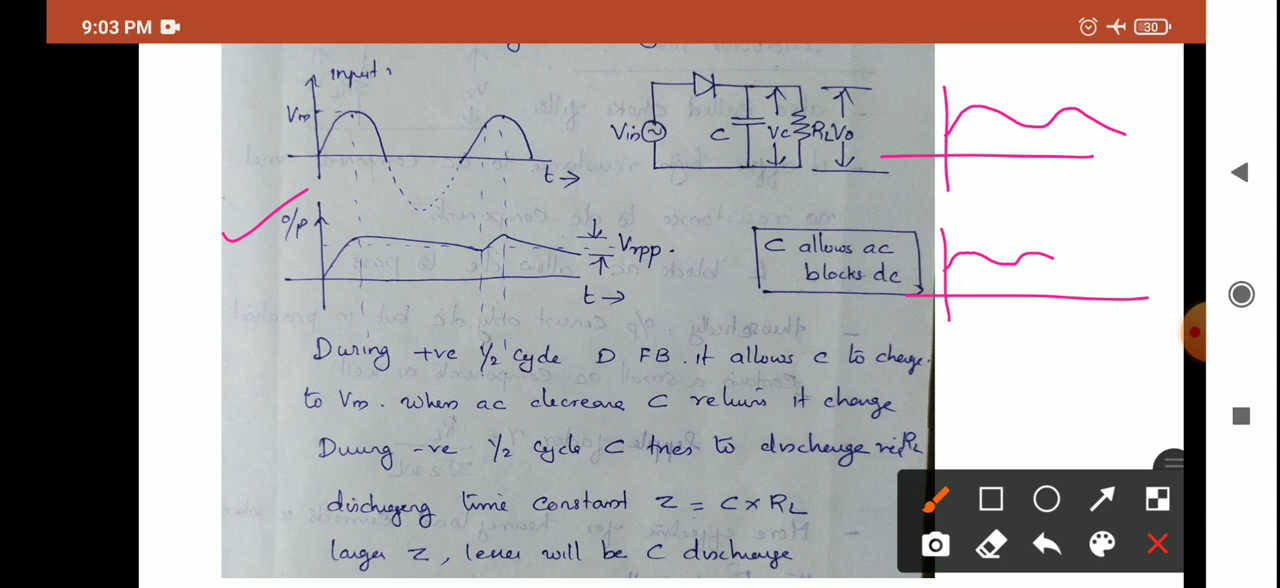 9:03 PM
30
input
Vm
t →
Vin
C
Vc
RL
Vo
o/p
Vrpp.
t →
C allows ac
blocks dc
During +ve 1/2 cycle D FB. it allows c to charge
to Vm. when ac decrease C retuns it charge
During -ve 1/2 cycle C tries to discharge via RL
discharging time constant Z = C x RL
larger Z, lesser will be C discharge